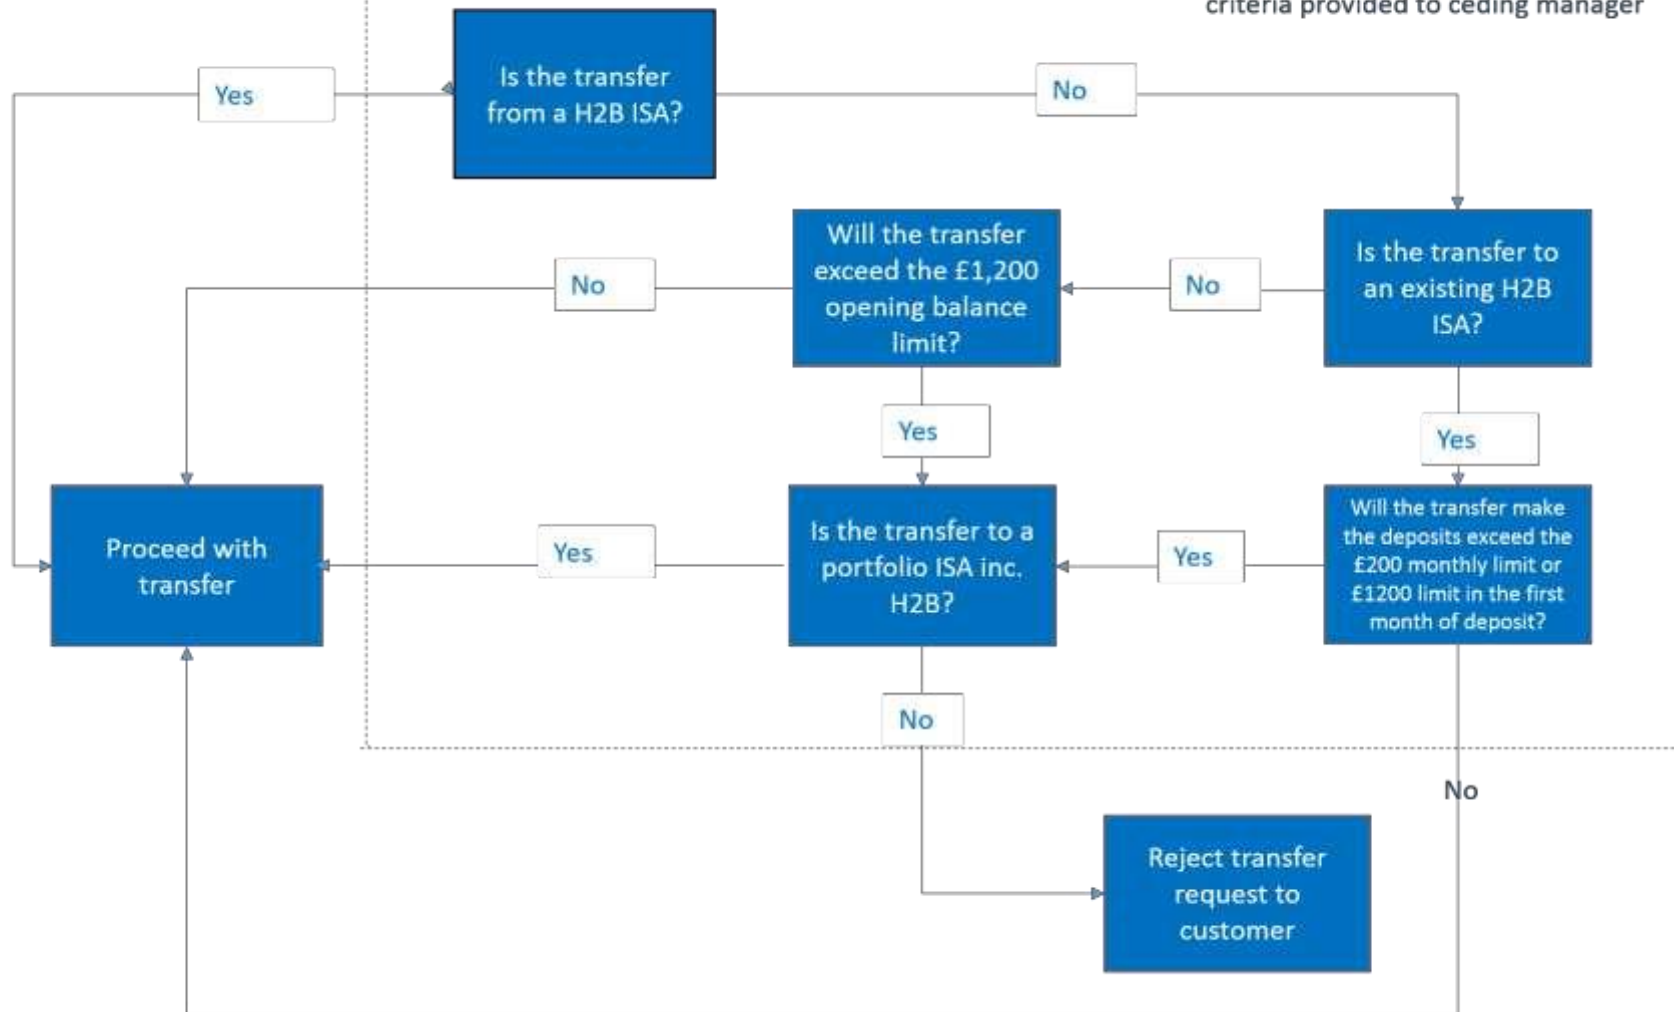 criteria provided to ceding manager
Yes
Is the transfer
from a H2B ISA?
No
No
Will the transfer
exceed the £1,200
opening balance
limit?
No
Is the transfer to
an existing H2B
ISA?
Yes
Yes
Proceed with
transfer
Yes
Is the transfer to a
portfolio ISA inc.
H2B?
Yes
Will the transfer make
the deposits exceed the
£200 monthly limit or
£1200 limit in the first
month of deposit?
No
No
Reject transfer
request to
customer